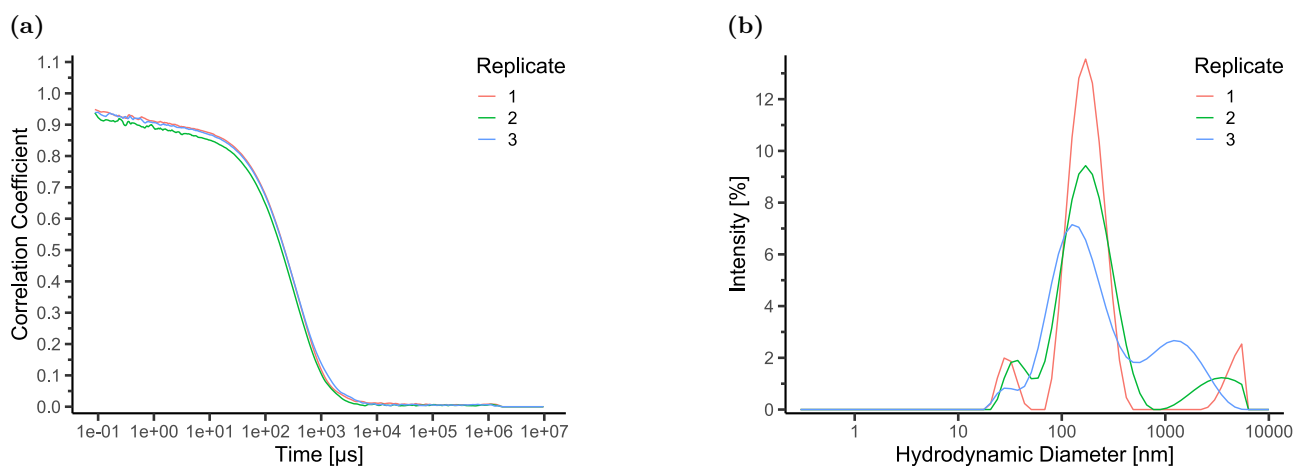 (a)
Replicate
1
2
3
Correlation Coefficient
1.1
1.0
0.9
0.8
0.7
0.6
0.5
0.4
0.3
0.2
0.1
0.0
1e-01 1e+00 1e+01 1e+02 1e+03 1e+04 1e+05 1e+06 1e+07
Time [µs]
(b)
Replicate
1
2
3
Intensity [%]
12
10
8
6
4
2
0
1 10 100 1000 10000
Hydrodynamic Diameter [nm]